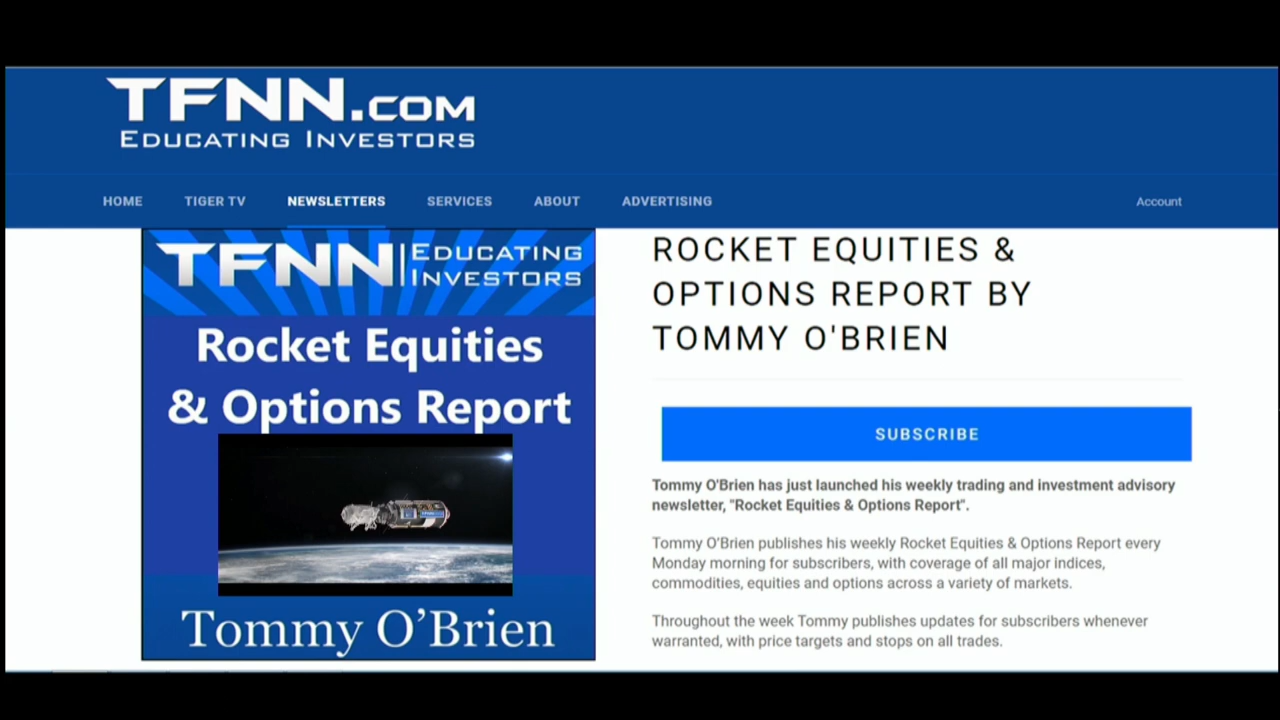 TFNN.COM
EDUCATING INVESTORS
HOME TIGER TV NEWSLETTERS SERVICES ABOUT ADVERTISING Account
TFNN EDUCATING
INVESTORS
Rocket Equities
& Options Report
Tommy O’Brien
ROCKET EQUITIES &
OPTIONS REPORT BY
TOMMY O'BRIEN
SUBSCRIBE
Tommy O'Brien has just launched his weekly trading and investment advisory
newsletter, "Rocket Equities & Options Report".
Tommy O’Brien publishes his weekly Rocket Equities & Options Report every
Monday morning for subscribers, with coverage of all major indices,
commodities, equities and options across a variety of markets.
Throughout the week Tommy publishes updates for subscribers whenever
warranted, with price targets and stops on all trades.